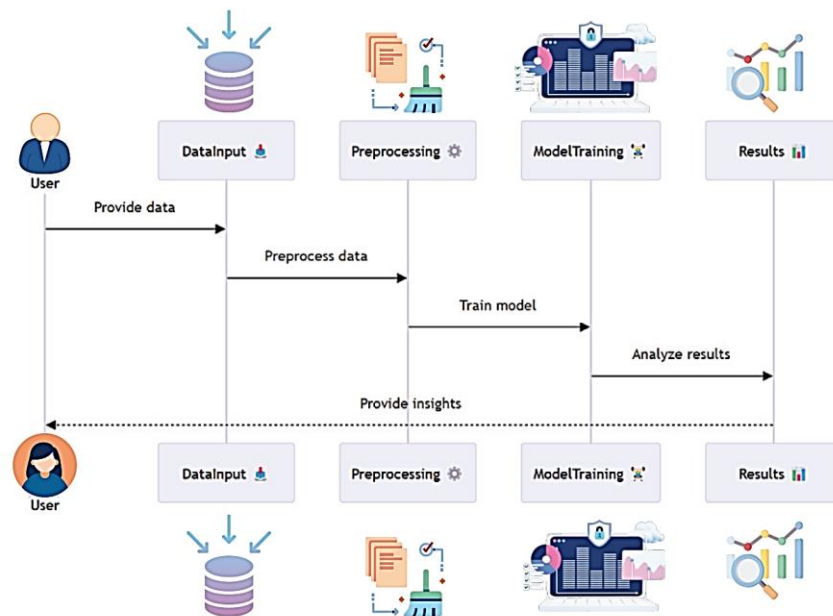 DataInput
Preprocessing
ModelTraining
Results
User
Provide data
Preprocess data
Train model
Analyze results
Provide insights
DataInput
Preprocessing
ModelTraining
Results
User